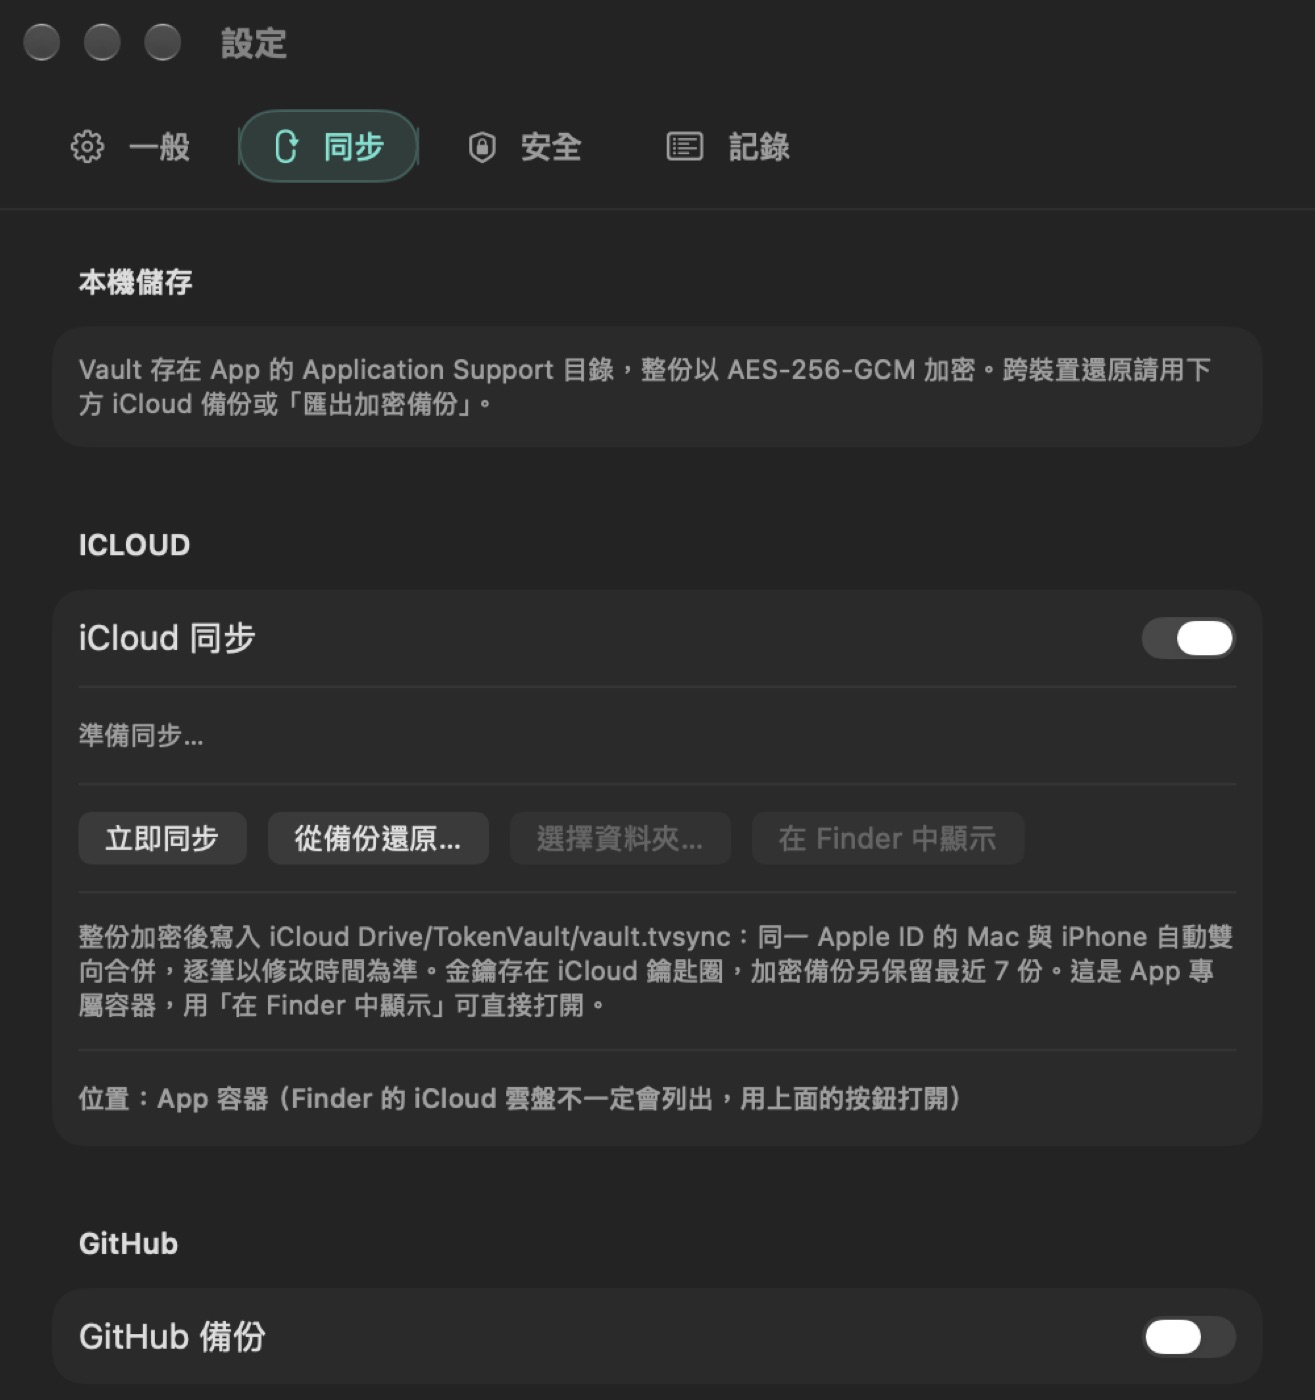 設定
一般
同步
安全
記錄
本機儲存
Vault 存在 App 的 Application Support 目錄，整份以 AES-256-GCM 加密。跨裝置還原請用下
方 iCloud 備份或「匯出加密備份」。
ICLOUD
iCloud 同步
準備同步...
立即同步
從備份還原...
選擇資料夾...
在 Finder 中顯示
整份加密後寫入 iCloud Drive/TokenVault/vault.tvsync：同一 Apple ID 的 Mac 與 iPhone 自動雙
向合併，逐筆以修改時間為準。金鑰存在 iCloud 鑰匙圈，加密備份另保留最近 7 份。這是 App 專
屬容器，用「在 Finder 中顯示」可直接打開。
位置：App 容器（Finder 的 iCloud 雲盤不一定會列出，用上面的按鈕打開）
GitHub
GitHub 備份